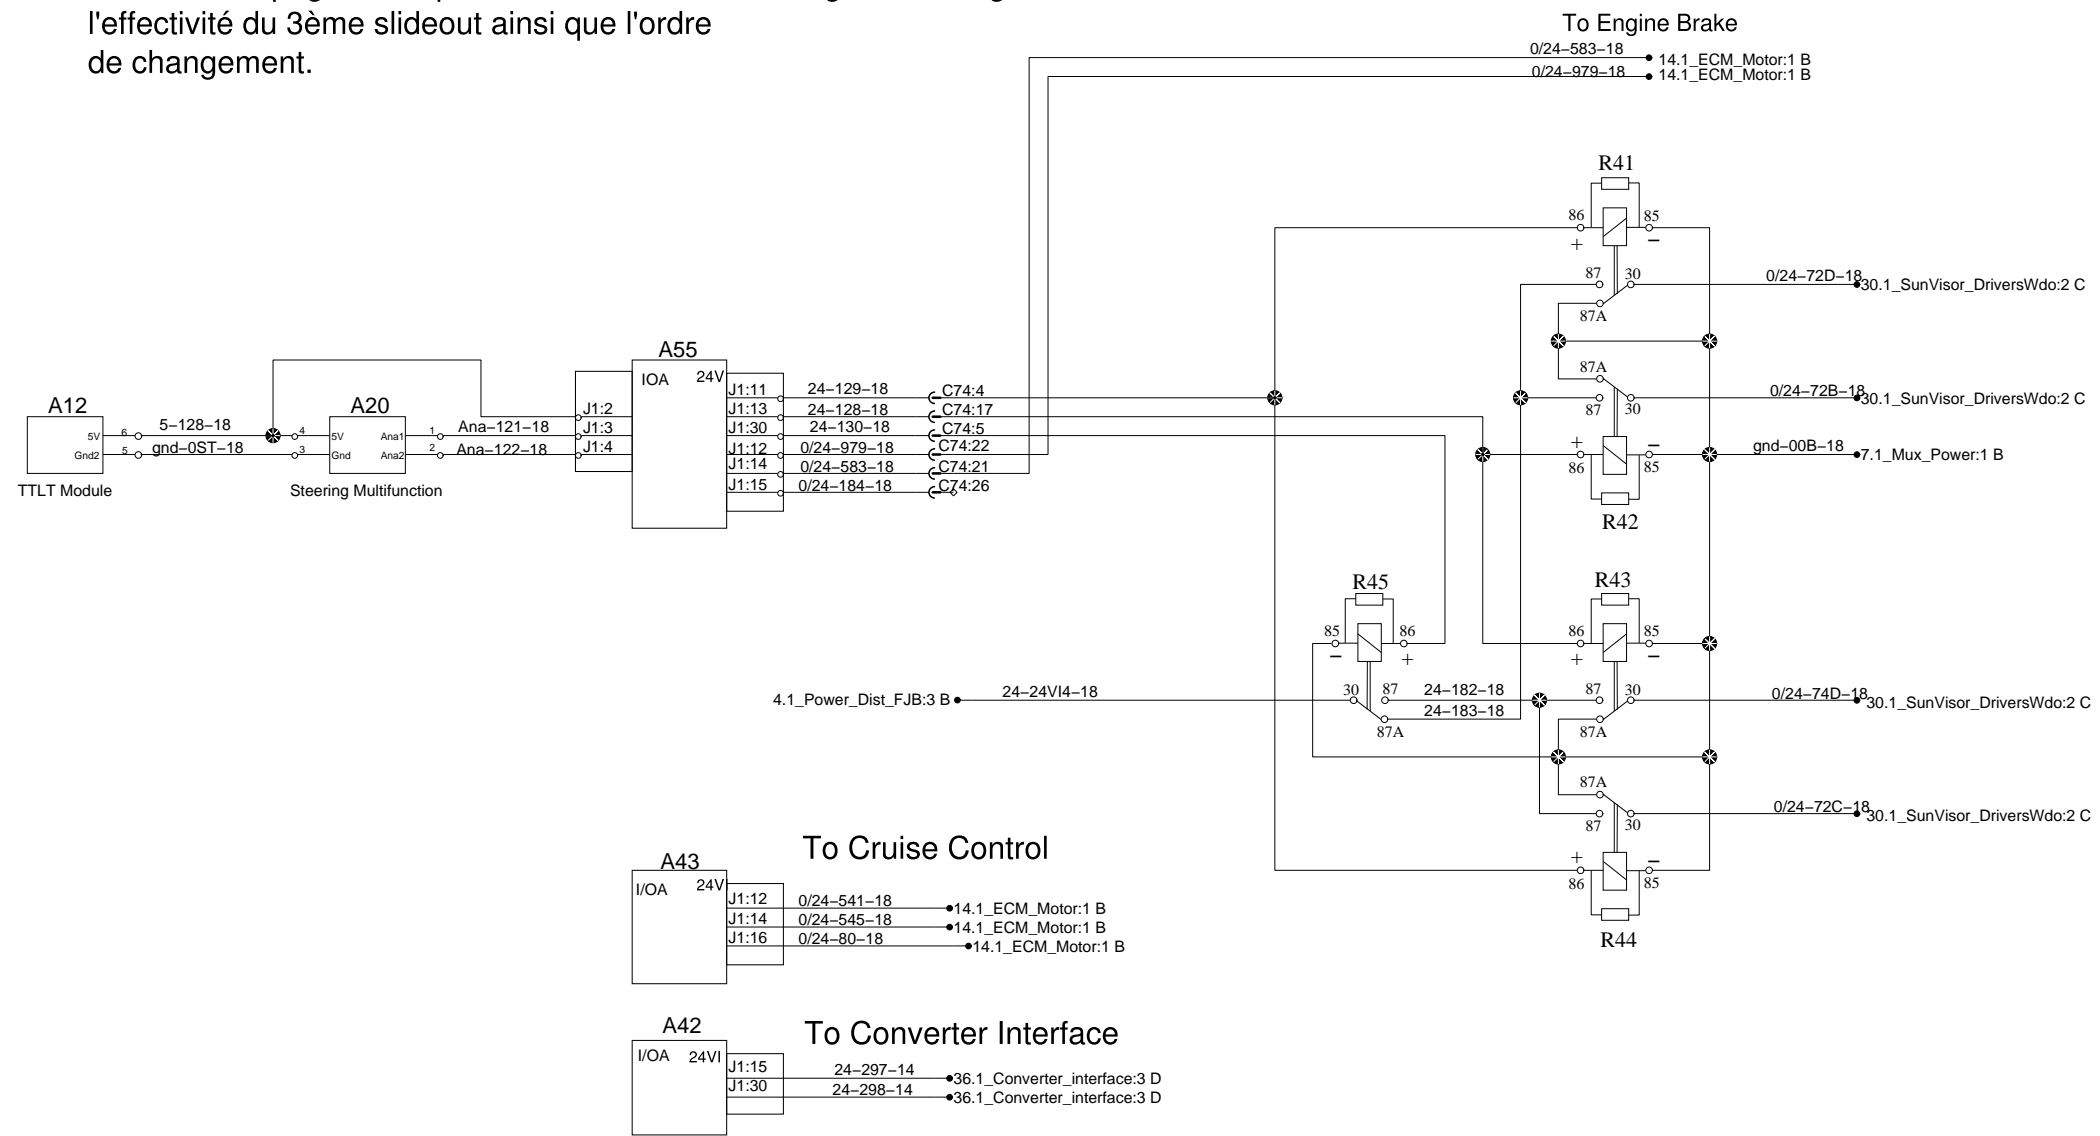 l'effectivité du 3ème slideout ainsi que l'ordre
de changement.
To Engine Brake
0/24–583–18
14.1_ECM_Motor:1 B
0/24–979–18
14.1_ECM_Motor:1 B
R41
86
85
+
–
87
30
0/24–72D–18
30.1_SunVisor_DriversWdo:2 C
87A
87A
0/24–72B–18
30.1_SunVisor_DriversWdo:2 C
87
30
+
–
gnd–00B–18
7.1_Mux_Power:1 B
86
85
R42
A12
5V
6
Gnd2
5
TTLT Module
5–128–18
gnd–0ST–18
A20
4
5V
Ana1
1
3
Gnd
Ana2
2
Steering Multifunction
Ana–121–18
Ana–122–18
A55
IOA
24V
J1:2
J1:3
J1:4
J1:11
24–129–18
C74:4
J1:13
24–128–18
C74:17
J1:30
24–130–18
C74:5
J1:12
0/24–979–18
C74:22
J1:14
0/24–583–18
C74:21
J1:15
0/24–184–18
C74:26
R45
85
86
–
+
4.1_Power_Dist_FJB:3 B
24–24VI4–18
30
87
24–182–18
24–183–18
87A
R43
86
85
+
–
87
30
0/24–74D–18
30.1_SunVisor_DriversWdo:2 C
87A
87A
0/24–72C–18
30.1_SunVisor_DriversWdo:2 C
87
30
+
–
86
85
R44
To Cruise Control
A43
I/OA
24V
J1:12
0/24–541–18
14.1_ECM_Motor:1 B
J1:14
0/24–545–18
14.1_ECM_Motor:1 B
J1:16
0/24–80–18
14.1_ECM_Motor:1 B
To Converter Interface
A42
I/OA
24VI
J1:15
24–297–14
36.1_Converter_interface:3 D
J1:30
24–298–14
36.1_Converter_interface:3 D